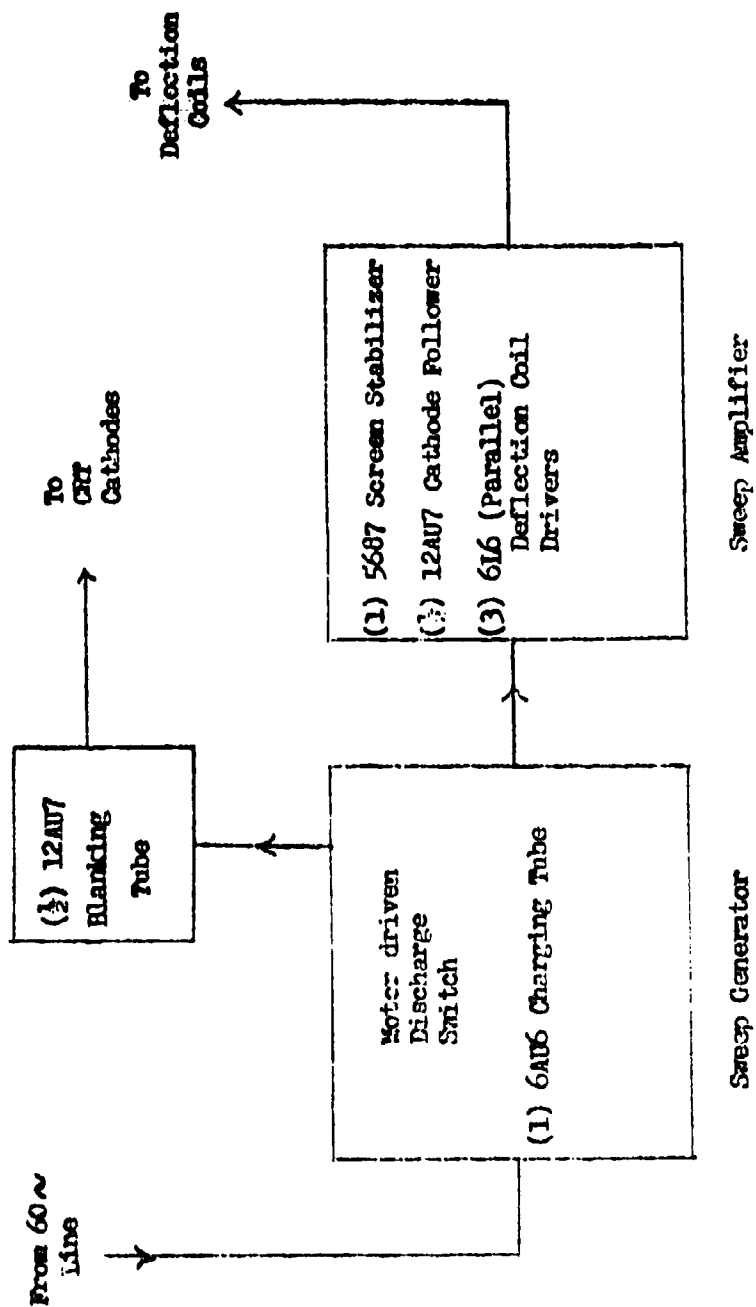 From 60~
Line
Motor driven
Discharge
Switch
(1) 6AU6 Charging Tube
Sweep Generator
(½) 12AU7
Blanking
Tube
To
CRT
Cathodes
(1) 5687 Screen Stabilizer
(½) 12AU7 Cathode Follower
(3) 6L6 (Parallel)
Deflection Coil
Drivers
Sweep Amplifier
To
Deflection
Coils